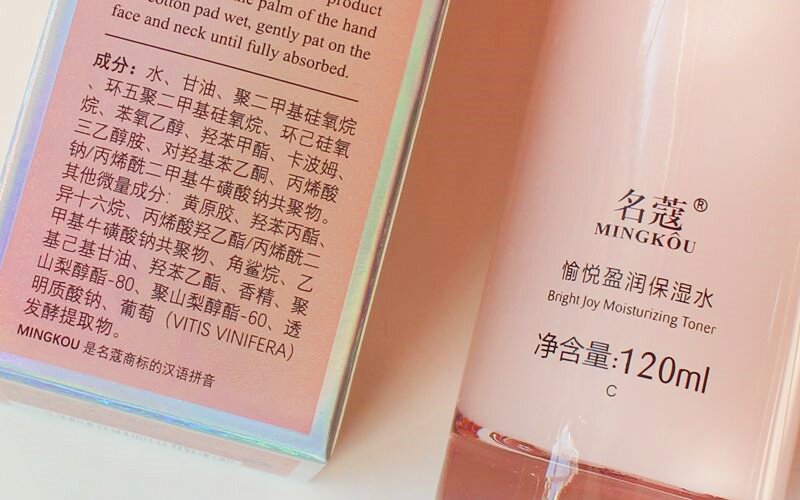 the palm of the hand
cotton pad wet, gently pat on the
face and neck until fully absorbed.
成分：水、甘油、聚二甲基硅氧烷
、环五聚二甲基硅氧烷、环己硅氧
烷、苯氧乙醇、羟苯甲酯、卡波姆、
三乙醇胺、对羟基苯乙酮、丙烯酸
钠/丙烯酰二甲基牛磺酸钠共聚物。
其他微量成分：黄原胶、羟苯丙酯、
异十六烷、丙烯酸羟乙酯/丙烯酰二
甲基牛磺酸钠共聚物、角鲨烷、乙
基己基甘油、羟苯乙酯、香精、聚
山梨醇酯-80、聚山梨醇酯-60、透
明质酸钠、葡萄（VITIS VINIFERA）
发酵提取物。
MINGKOU 是名蔻商标的汉语拼音
名蔻®
MINGKÔU
愉悦盈润保湿水
Bright Joy Moisturizing Toner
净含量:120ml
C